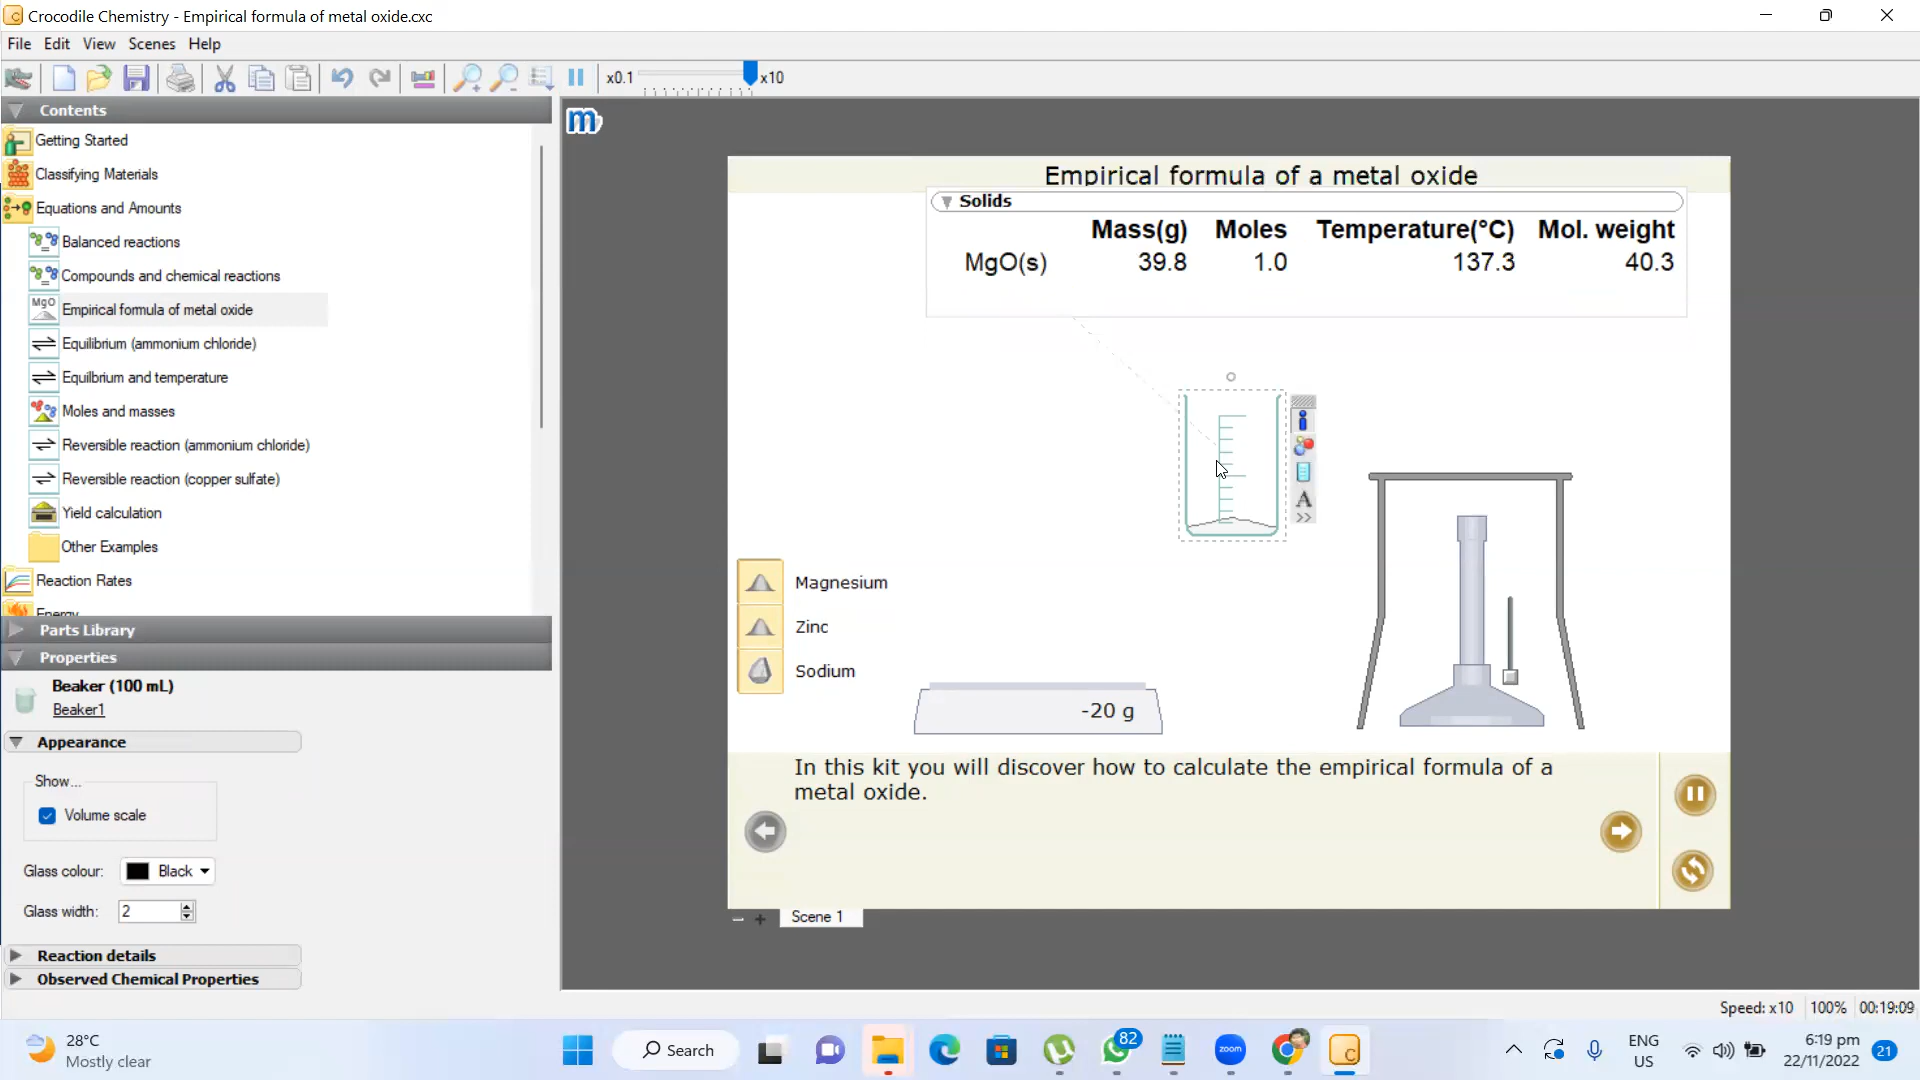 Crocodile Chemistry - Empirical formula of metal oxide.cxc
File Edit View Scenes Help
x0.1 x10
Contents
Getting Started
Classifying Materials
Equations and Amounts
Balanced reactions
Compounds and chemical reactions
MgO
Empirical formula of metal oxide
Equilibrium (ammonium chloride)
Equilbrium and temperature
Moles and masses
Reversible reaction (ammonium chloride)
Reversible reaction (copper sulfate)
Yield calculation
Other Examples
Reaction Rates
Energy
Parts Library
Properties
Beaker (100 mL)
Beaker1
Appearance
Show...
Volume scale
Glass colour: Black
Glass width: 2
Reaction details
Observed Chemical Properties
m
Empirical formula of a metal oxide
Solids
Mass(g) Moles Temperature(°C) Mol. weight
MgO(s) 39.8 1.0 137.3 40.3
A
>>
Magnesium
Zinc
Sodium
-20 g
In this kit you will discover how to calculate the empirical formula of a
metal oxide.
Scene 1
Speed: x10 100% 00:19:09
28°C
Mostly clear
Search
82
zoom
C
ENG
US
6:19 pm
22/11/2022
21